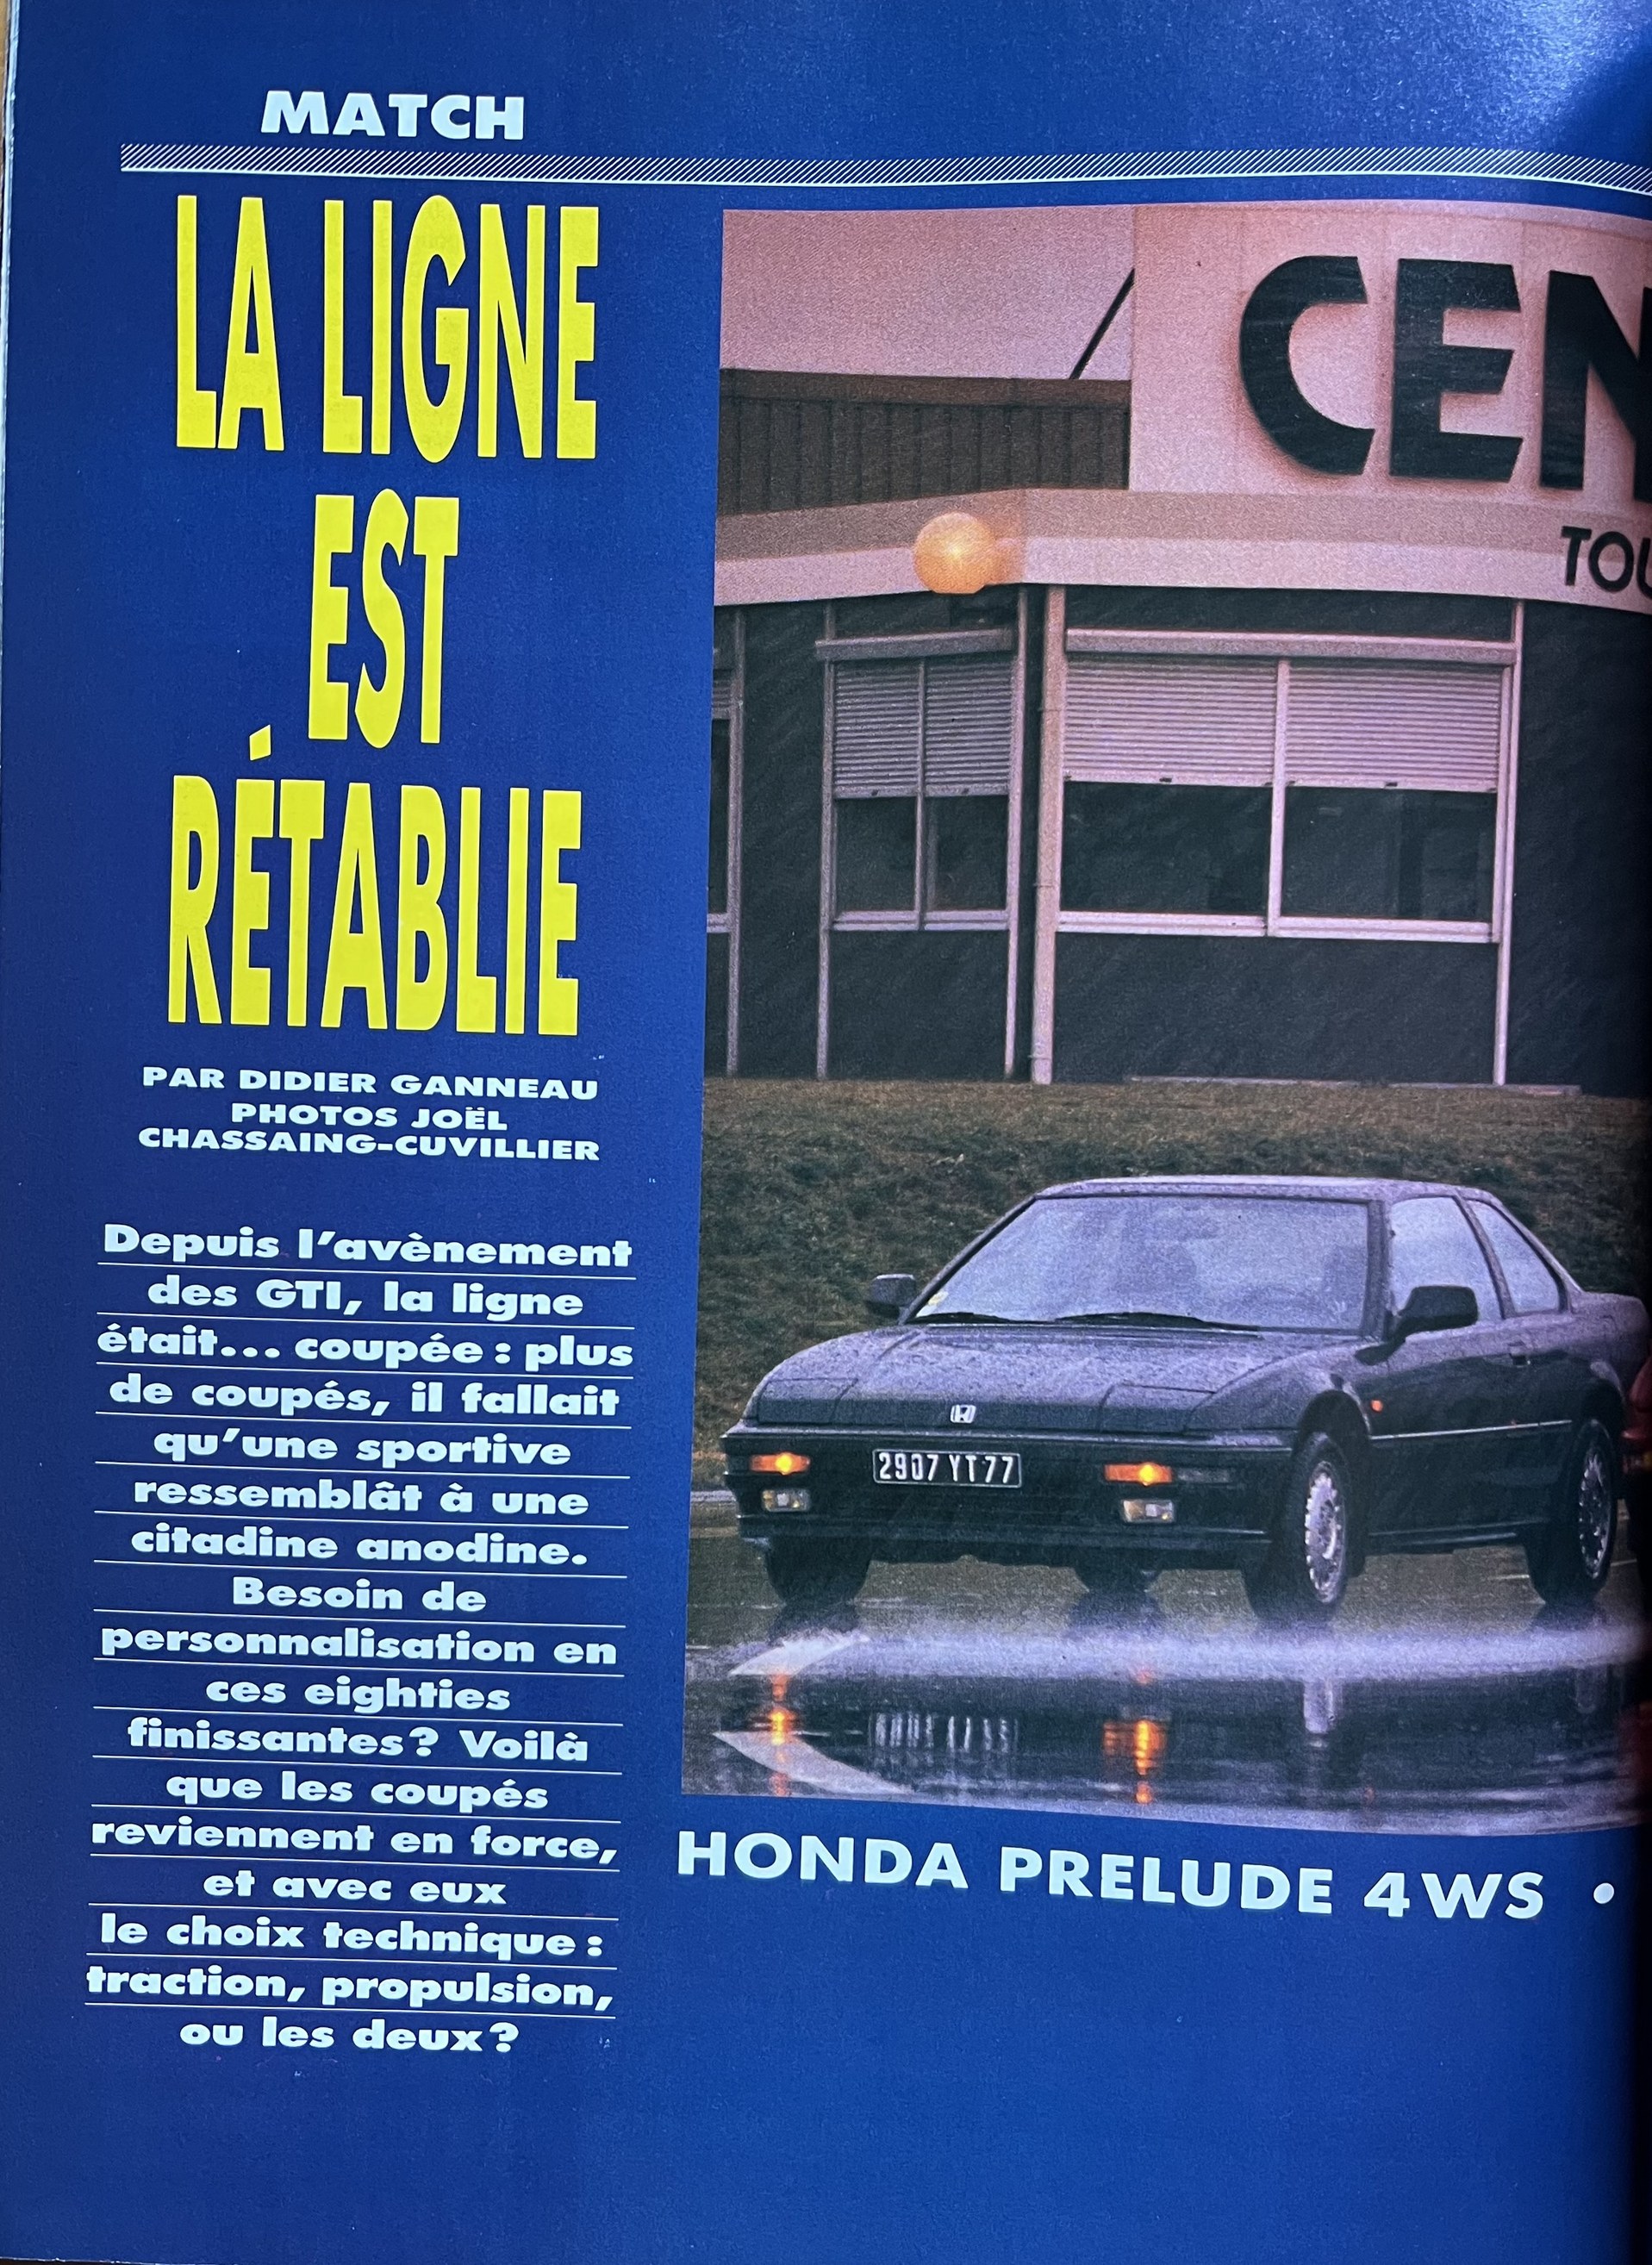 MATCH
LA LIGNE
EST
RÉTABLIE
PAR DIDIER GANNEAU
PHOTOS JOËL
CHASSAING-CUVILLIER
Depuis l'avènement
des GTI, la ligne
était... coupée : plus
de coupés, il fallait
qu'une sportive
ressemblât à une
citadine anodine.
Besoin de
personnalisation en
ces eighties
finissantes ? Voilà
que les coupés
reviennent en force,
et avec eux
le choix technique :
traction, propulsion,
ou les deux ?
CEN
TOU
2907 YT 77
HONDA PRELUDE 4WS •